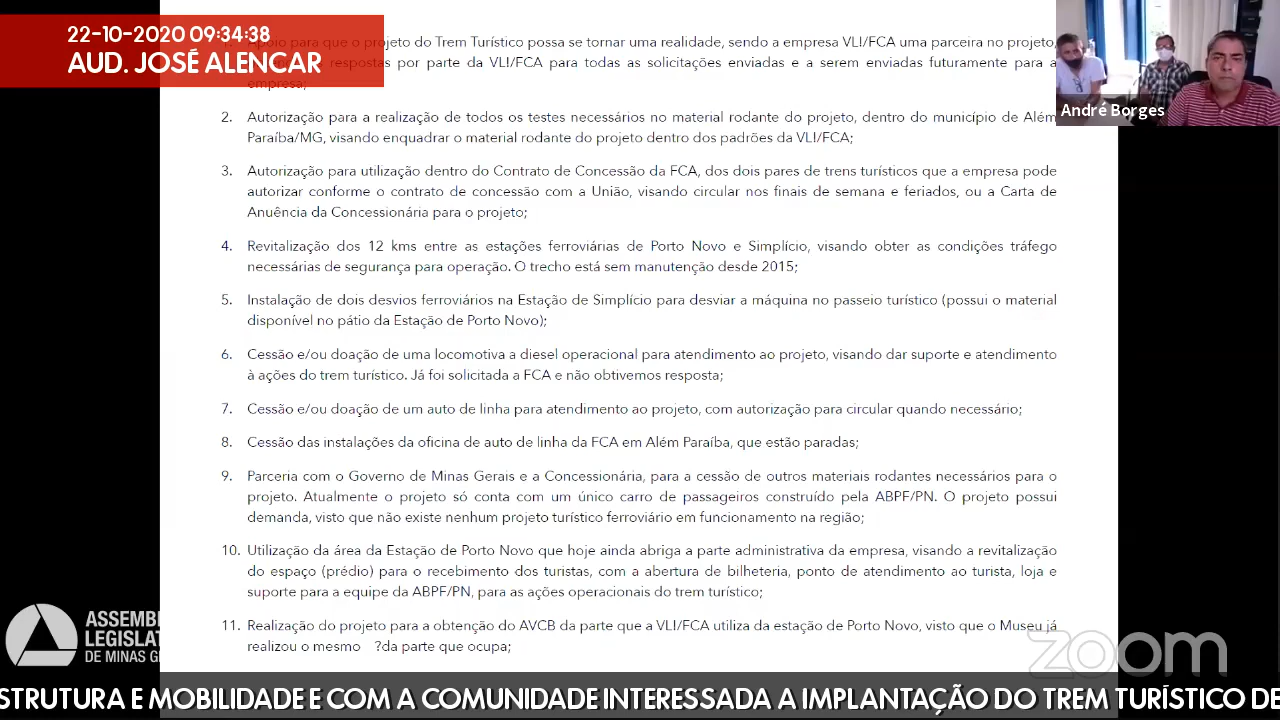 22-10-2020 09:34:38
AUD. JOSÉ ALENCAR
André Borges
1. Apoio para que o projeto do Trem Turístico possa se tornar uma realidade, sendo a empresa VLI/FCA uma parceira no projeto,
respostas por parte da VLI/FCA para todas as solicitações enviadas e a serem enviadas futuramente para a
empresa;
2. Autorização para realização de todos os testes necessários no material rodante do projeto, dentro do município de Além
Paraíba/MG, visando enquadrar o material rodante do projeto dentro dos padrões da VLI/FCA;
3. Autorização para utilização dentro do Contrato de Concessão da FCA, dos dois pares de trens turísticos que a empresa pode
autorizar conforme o contrato de concessão com a União, visando circular nos finais de semana e feriados, ou a Carta de
Anuência da Concessionária para o projeto;
4. Revitalização dos 12 kms entre as estações ferroviárias de Porto Novo e Simplício, visando obter as condições tráfego
necessárias de segurança para operação. O trecho está sem manutenção desde 2015;
5. Instalação de dois desvios ferroviários na Estação de Simplício para desviar a máquina no passeio turístico (possui o material
disponível no pátio da Estação de Porto Novo);
6. Cessão e/ou doação de uma locomotiva a diesel operacional para atendimento ao projeto, visando dar suporte e atendimento
à ações do trem turístico. Já foi solicitada a FCA e não obtivemos resposta;
7. Cessão e/ou doação de um auto de linha para atendimento ao projeto, com autorização para circular quando necessário;
8. Cessão das instalações da oficina de auto de linha da FCA em Além Paraíba, que estão paradas;
9. Parceria com o Governo de Minas Gerais e a Concessionária, para a cessão de outros materiais rodantes necessários para o
projeto. Atualmente o projeto só conta com um único carro de passageiros construído pela ABPF/PN. O projeto possui
demanda, visto que não existe nenhum projeto turístico ferroviário em funcionamento na região;
10. Utilização da área da Estação de Porto Novo que hoje ainda abriga a parte administrativa da empresa, visando a revitalização
do espaço (prédio) para o recebimento dos turistas, com a abertura de bilheteria, ponto de atendimento ao turista, loja e
suporte para a equipe da ABPF/PN, para as ações operacionais do trem turístico;
11. Realização do projeto para a obtenção do AVCB da parte que a VLI/FCA utiliza da estação de Porto Novo, visto que o Museu já
realizou o mesmo ?da parte que ocupa;
ASSEMBL
LEGISLAT
DE MINAS GE
zoom
STRUTURA E MOBILIDADE E COM A COMUNIDADE INTERESSADA A IMPLANTAÇÃO DO TREM TURÍSTICO DE